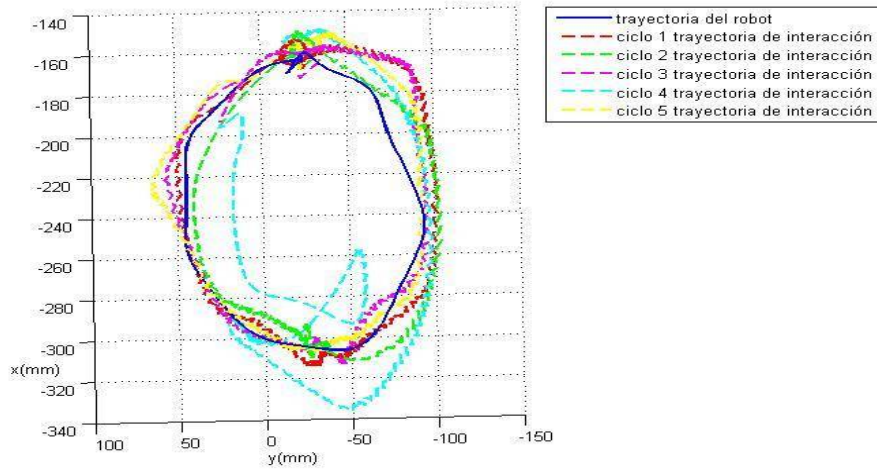 -140
-160
-180
-200
-220
-240
-260
-280
-300
-320
-340
x(mm)
100
50
0
-50
-100
-150
y(mm)
trayectoria del robot
ciclo 1 trayectoria de interacción
ciclo 2 trayectoria de interacción
ciclo 3 trayectoria de interacción
ciclo 4 trayectoria de interacción
ciclo 5 trayectoria de interacción